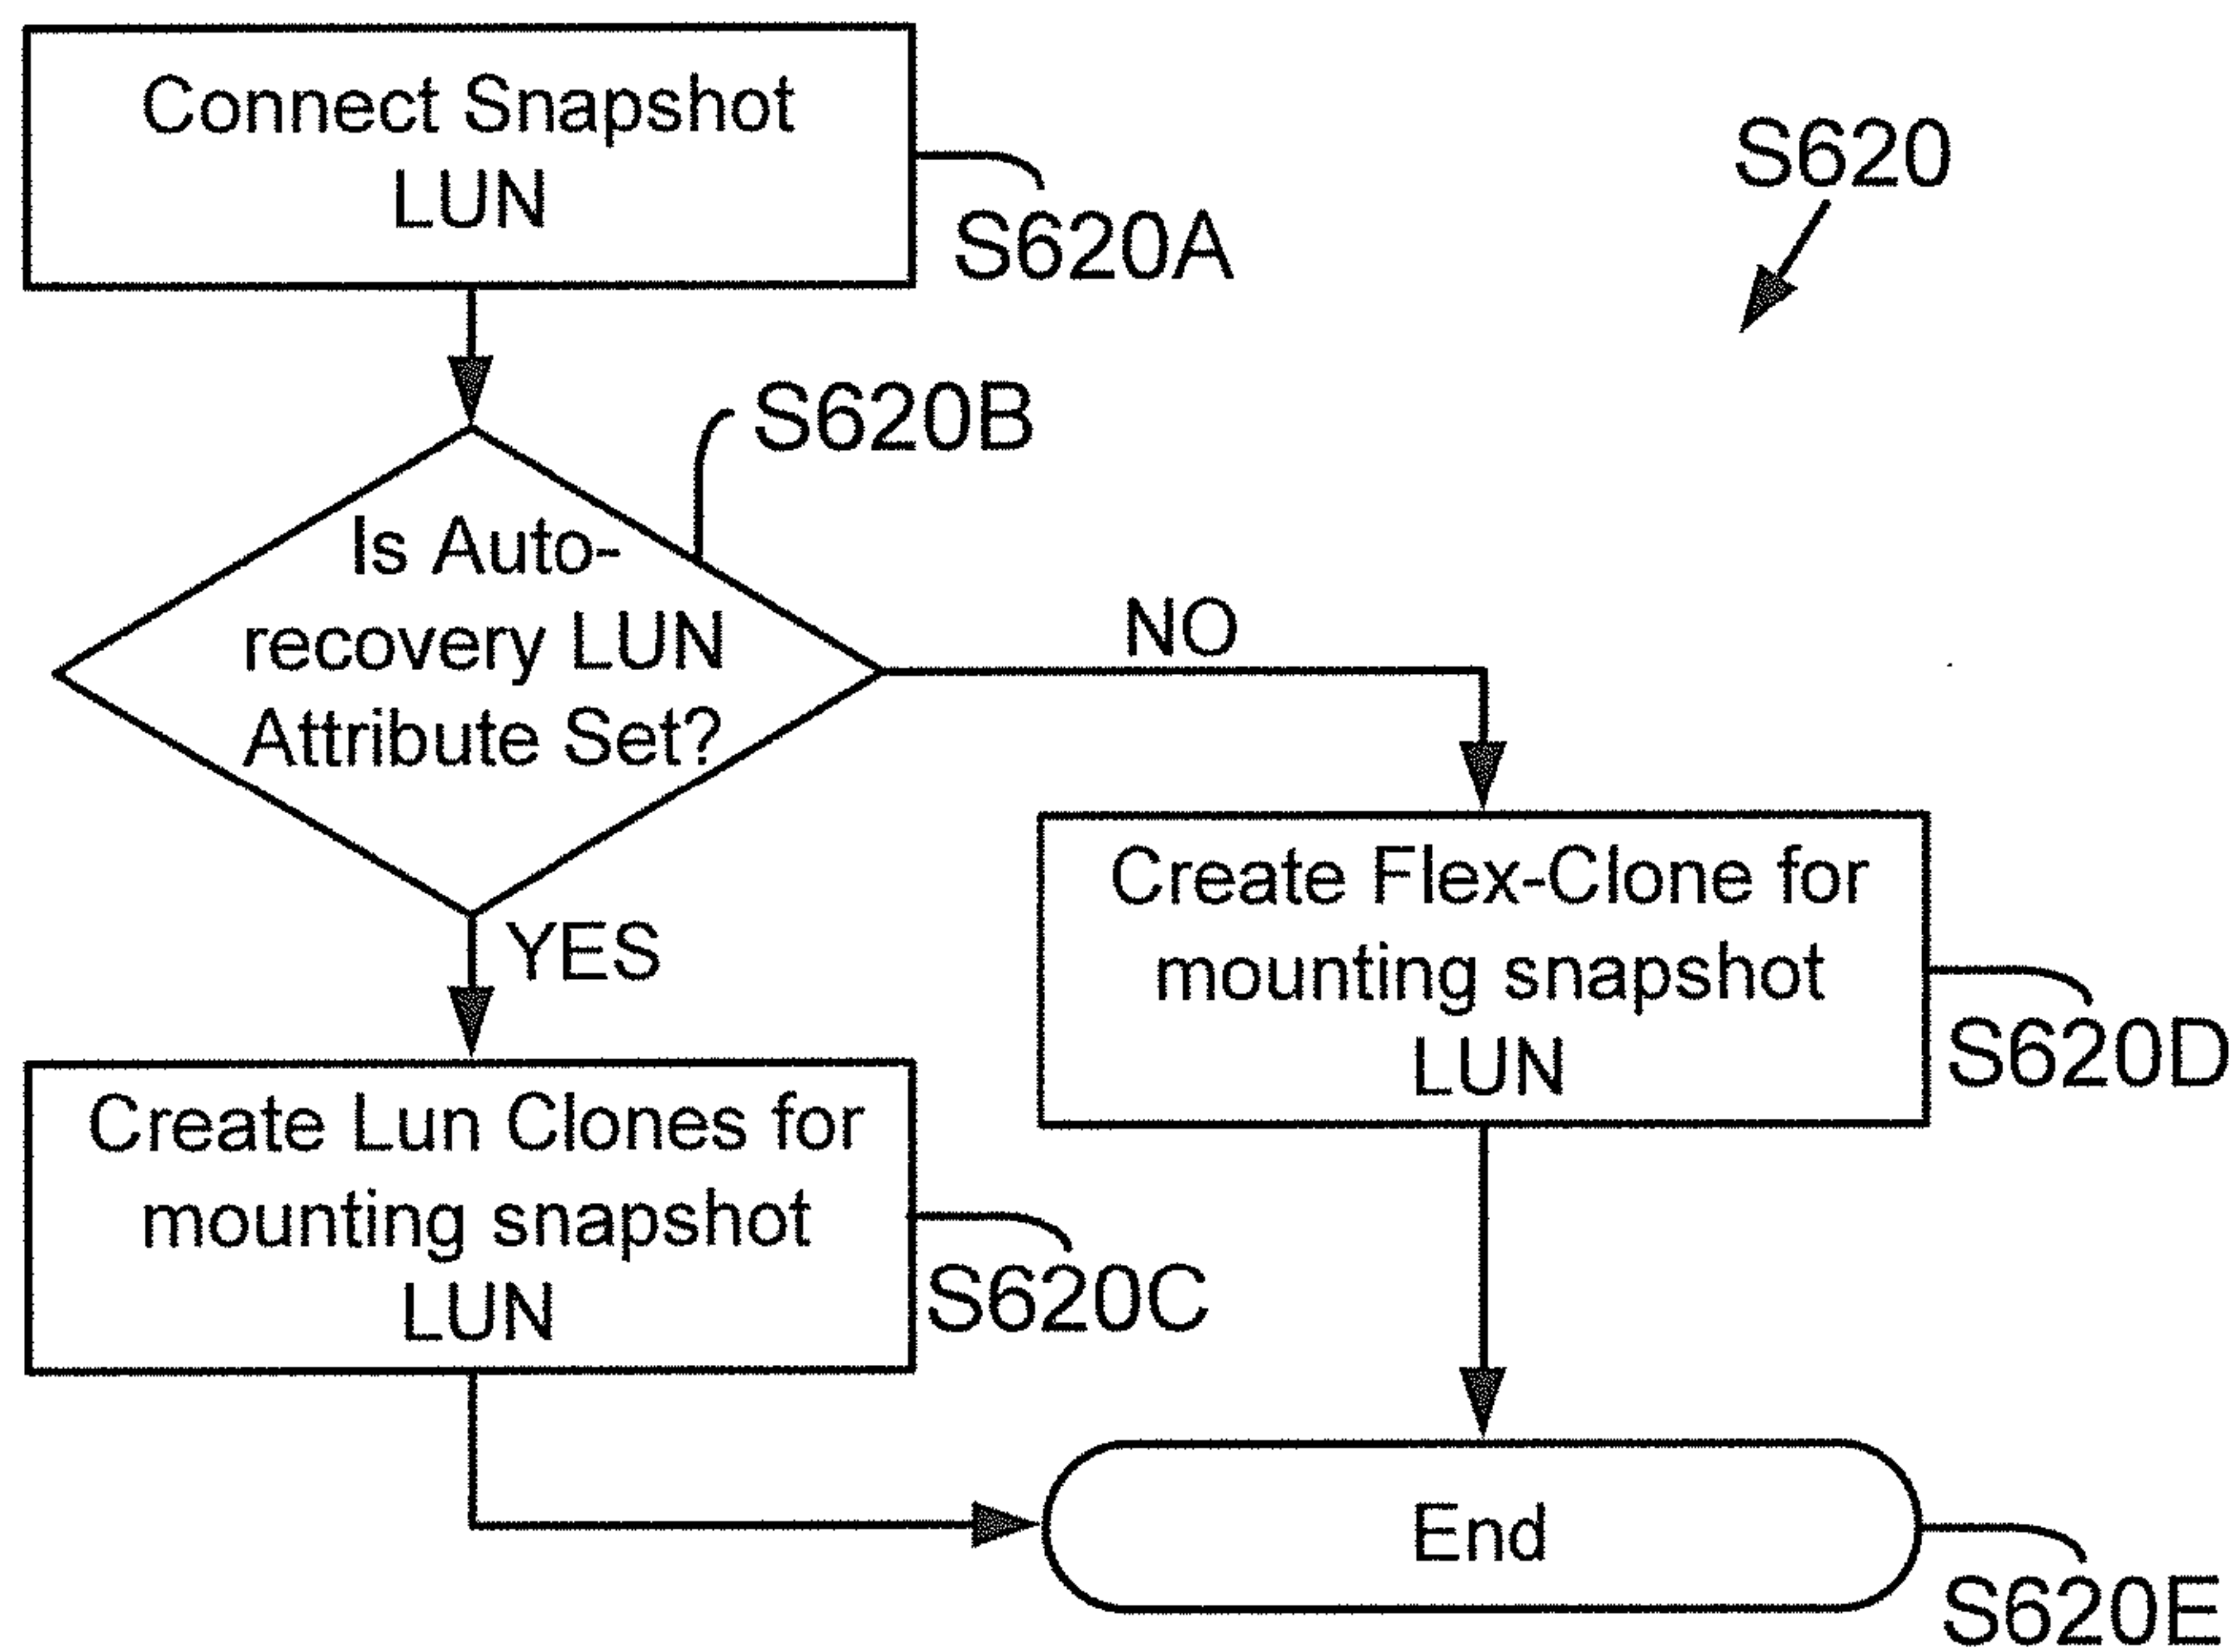 Connect Snapshot
LUN
S620A
S620
S620B
Is Auto-
recovery LUN
Attribute Set?
NO
YES
Create Flex-Clone for
mounting snapshot
LUN
S620D
Create Lun Clones for
mounting snapshot
LUN
S620C
End
S620E